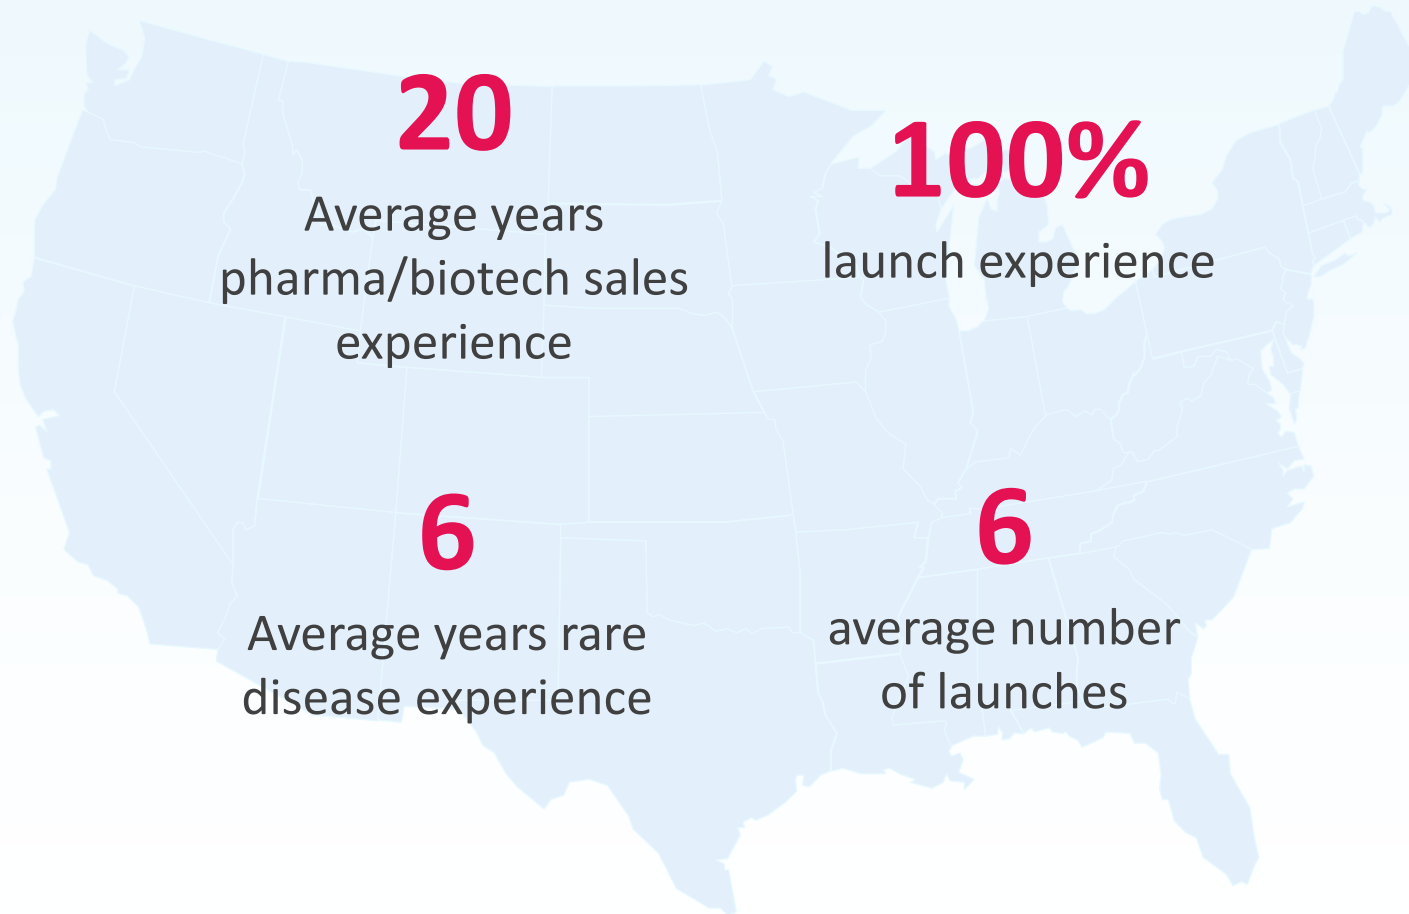 20
Average years
pharma/biotech sales
experience
100%
launch experience
6
Average years rare
disease experience
6
average number
of launches